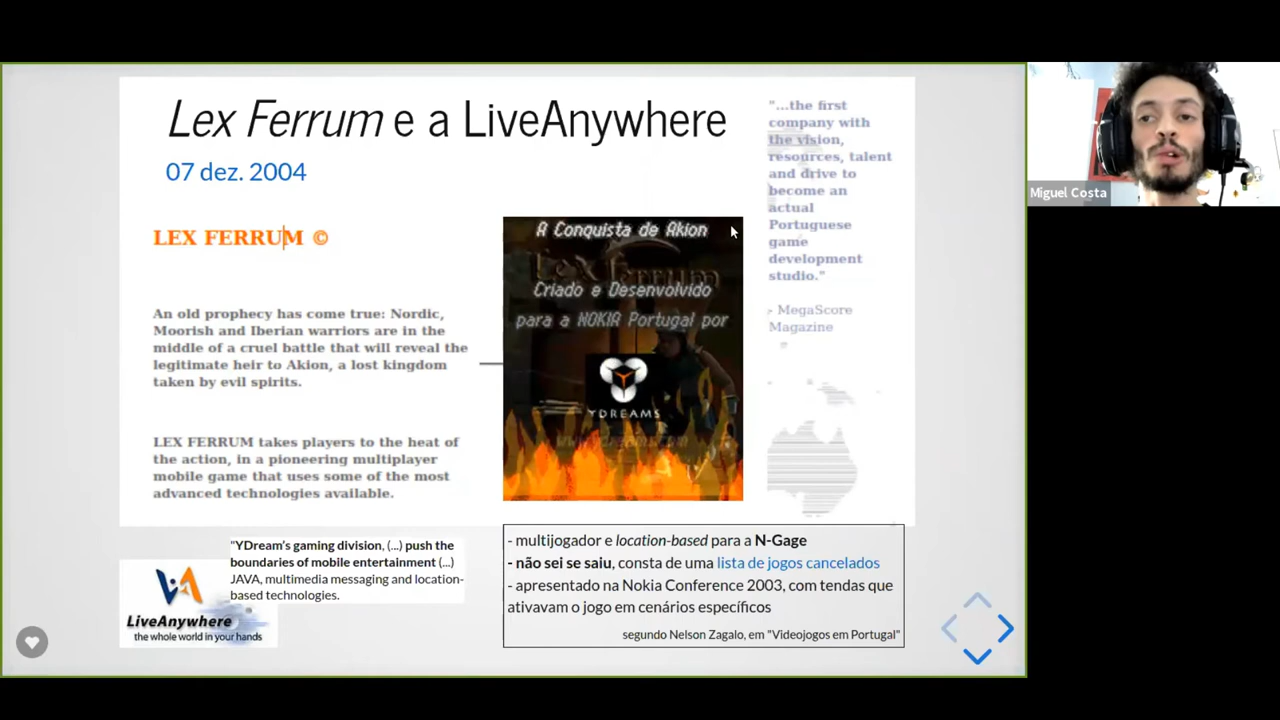 Lex Ferrum e a LiveAnywhere
07 dez. 2004
LEX FERRUM ©
An old prophecy has come true: Nordic,
Moorish and Iberian warriors are in the
middle of a cruel battle that will reveal the
legitimate heir to Akion, a lost kingdom
taken by evil spirits.
LEX FERRUM takes players to the heat of
the action, in a pioneering multiplayer
mobile game that uses some of the most
advanced technologies available.
A Conquista de Akion
Lex Ferrum
Criado e Desenvolvido
para a NOKIA Portugal por
YDREAMS
www.ydreams.com
"...the first
company with
the vision,
resources, talent
and drive to
become an
actual
Portuguese
game
development
studio."
- MegaScore
Magazine
"YDream's gaming division, (...) push the
boundaries of mobile entertainment (...)
JAVA, multimedia messaging and location-
based technologies.
LiveAnywhere
the whole world in your hands
- multijogador e location-based para a N-Gage
- não sei se saiu, consta de uma lista de jogos cancelados
- apresentado na Nokia Conference 2003, com tendas que
ativavam o jogo em cenários específicos
segundo Nelson Zagalo, em "Videojogos em Portugal"
Miguel Costa